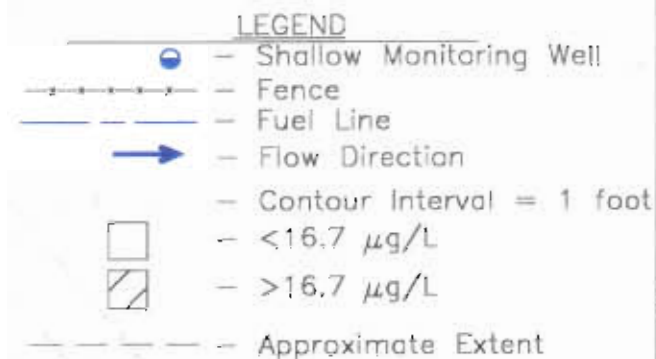 LEGEND
– Shallow Monitoring Well
– Fence
– Fuel Line
– Flow Direction
– Contour Interval = 1 foot
– <16.7 µg/L
– >16.7 µg/L
– Approximate Extent